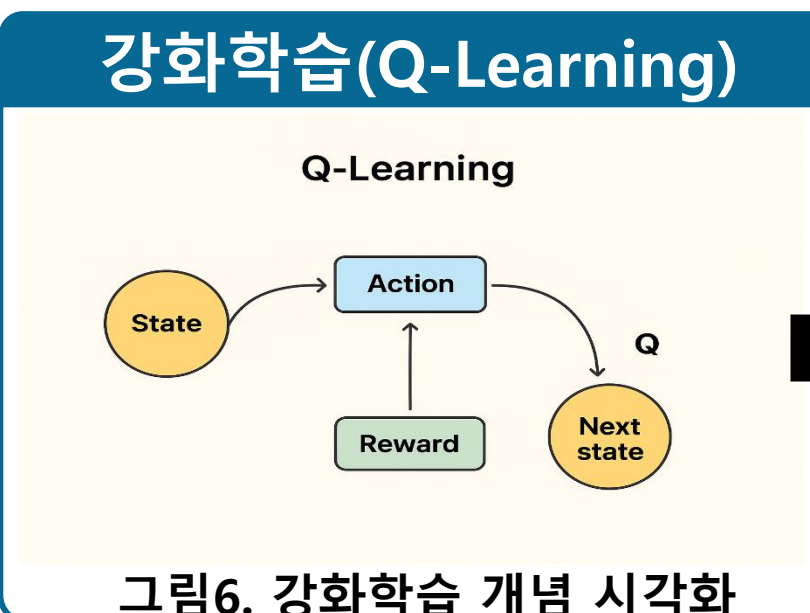 강화학습(Q-Learning)
Q-Learning
Action
State
Q
Next
state
Reward
그림6. 강화학습 개념 시각화